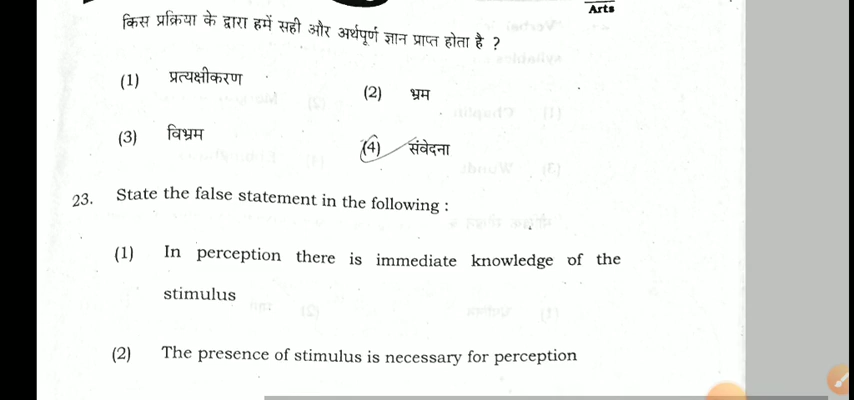 Arts
किस प्रक्रिया के द्वारा हमें सही और अर्थपूर्ण ज्ञान प्राप्त होता है ?
(1) प्रत्यक्षीकरण (2) भ्रम
(3) विभ्रम (4) संवेदना
23. State the false statement in the following :
(1) In perception there is immediate knowledge of the
stimulus
(2) The presence of stimulus is necessary for perception